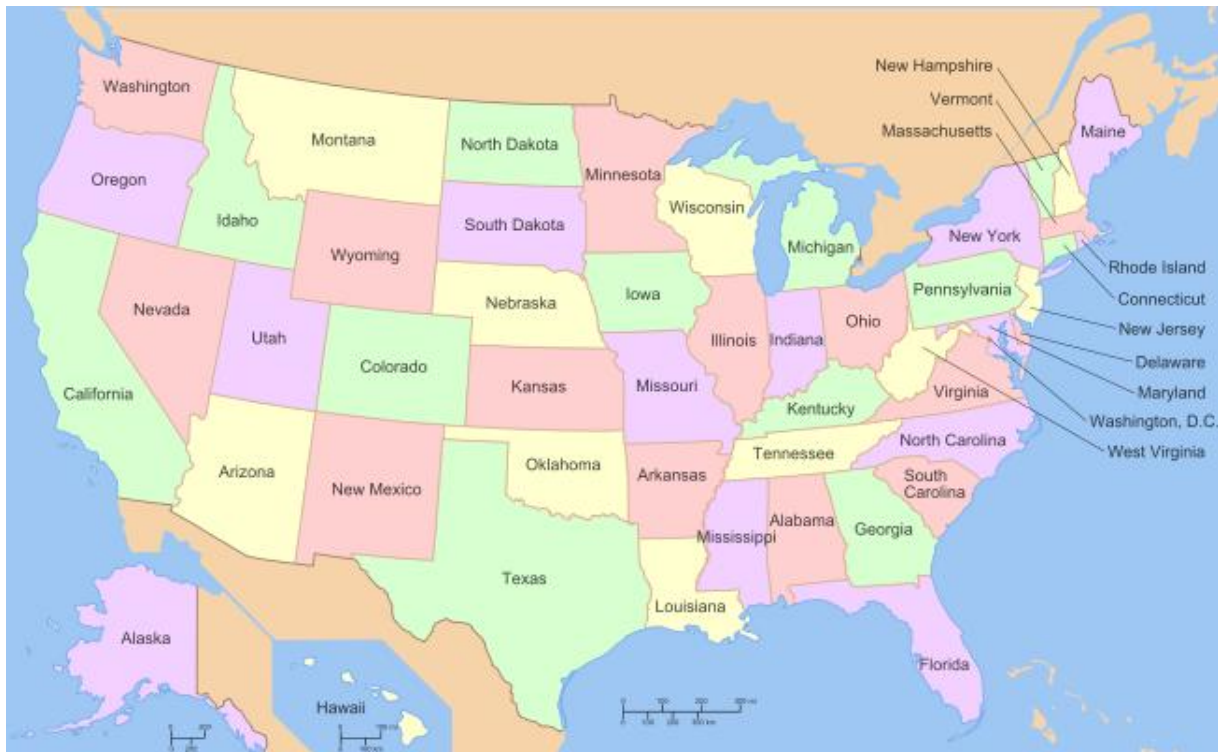 New Hampshire
Vermont
Massachusetts
Washington
Montana
North Dakota
Minnesota
Maine
Oregon
Idaho
Wisconsin
South Dakota
New York
Michigan
Wyoming
Rhode Island
Pennsylvania
Connecticut
Nebraska
Iowa
Nevada
Utah
Ohio
New Jersey
Illinois
Indiana
Colorado
Delaware
California
Kansas
Missouri
Virginia
Maryland
Kentucky
Washington, D.C.
North Carolina
West Virginia
Tennessee
Arizona
Oklahoma
Arkansas
New Mexico
South
Carolina
Mississippi
Alabama
Georgia
Texas
Louisiana
Alaska
Florida
Hawaii